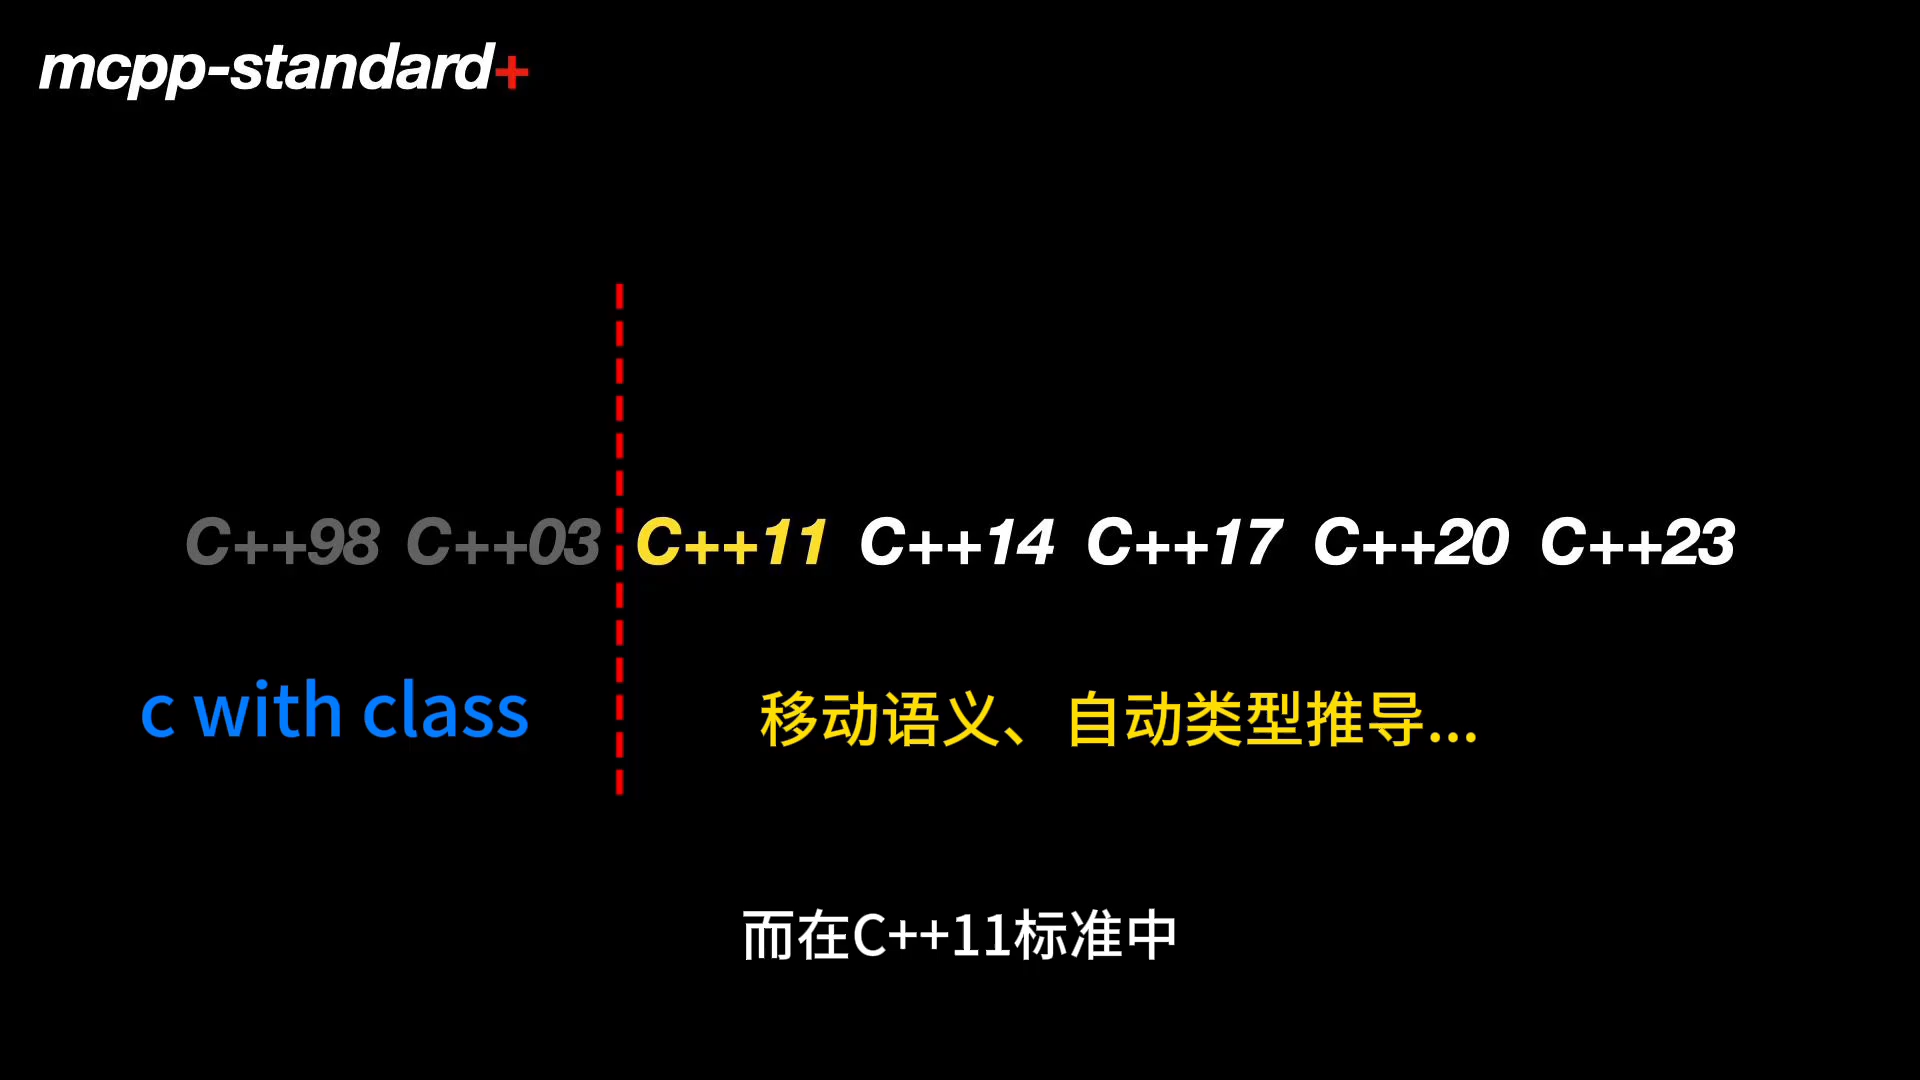 mcpp-standard+
C++98 C++03 C++11 C++14 C++17 C++20 C++23
c with class 移动语义、自动类型推导...
而在C++11标准中